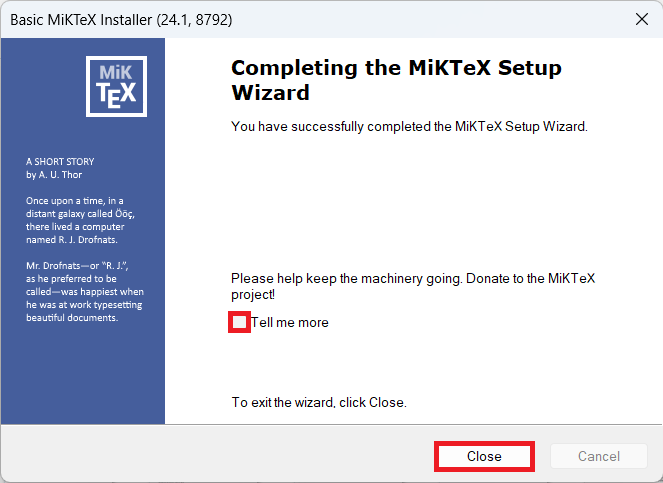 Basic MiKTeX Installer (24.1, 8792)
MiK
TEX
A SHORT STORY
by A. U. Thor
Once upon a time, in a
distant galaxy called Ööç,
there lived a computer
named R. J. Drofnats.
Mr. Drofnats—or “R. J.”,
as he preferred to be
called—was happiest when
he was at work typesetting
beautiful documents.
Completing the MiKTeX Setup
Wizard
You have successfully completed the MiKTeX Setup Wizard.
Please help keep the machinery going. Donate to the MiKTeX
project!
Tell me more
To exit the wizard, click Close.
Close
Cancel